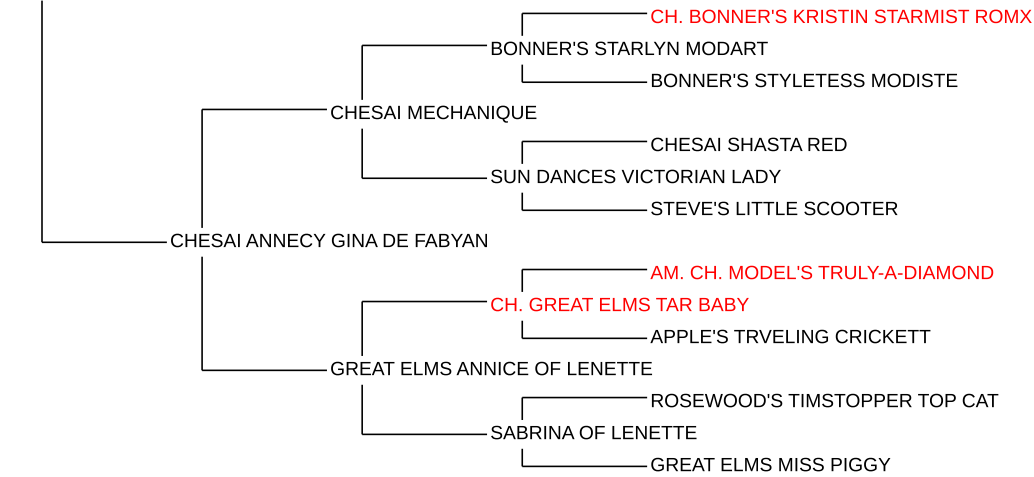 CH. BONNER'S KRISTIN STARMIST ROMX
BONNER'S STARLYN MODART
BONNER'S STYLETESS MODISTE
CHESAI MECHANIQUE
CHESAI SHASTA RED
SUN DANCES VICTORIAN LADY
STEVE'S LITTLE SCOOTER
CHESAI ANNECY GINA DE FABYAN
AM. CH. MODEL'S TRULY-A-DIAMOND
CH. GREAT ELMS TAR BABY
APPLE'S TRVELING CRICKETT
GREAT ELMS ANNICE OF LENETTE
ROSEWOOD'S TIMSTOPPER TOP CAT
SABRINA OF LENETTE
GREAT ELMS MISS PIGGY